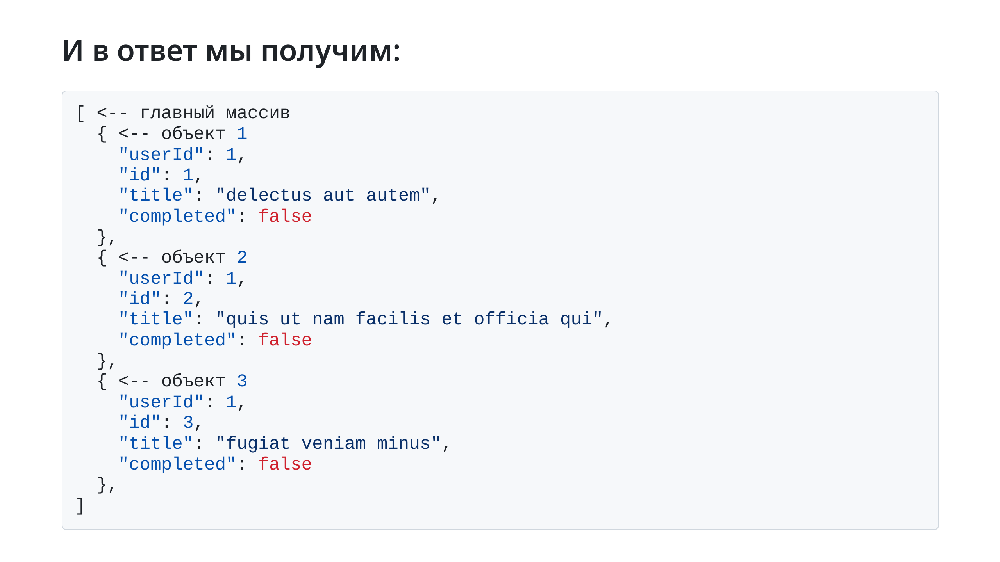 И в ответ мы получим:
[ <-- главный массив
  { <-- объект 1
    "userId": 1,
    "id": 1,
    "title": "delectus aut autem",
    "completed": false
  },
  { <-- объект 2
    "userId": 1,
    "id": 2,
    "title": "quis ut nam facilis et officia qui",
    "completed": false
  },
  { <-- объект 3
    "userId": 1,
    "id": 3,
    "title": "fugiat veniam minus",
    "completed": false
  },
]